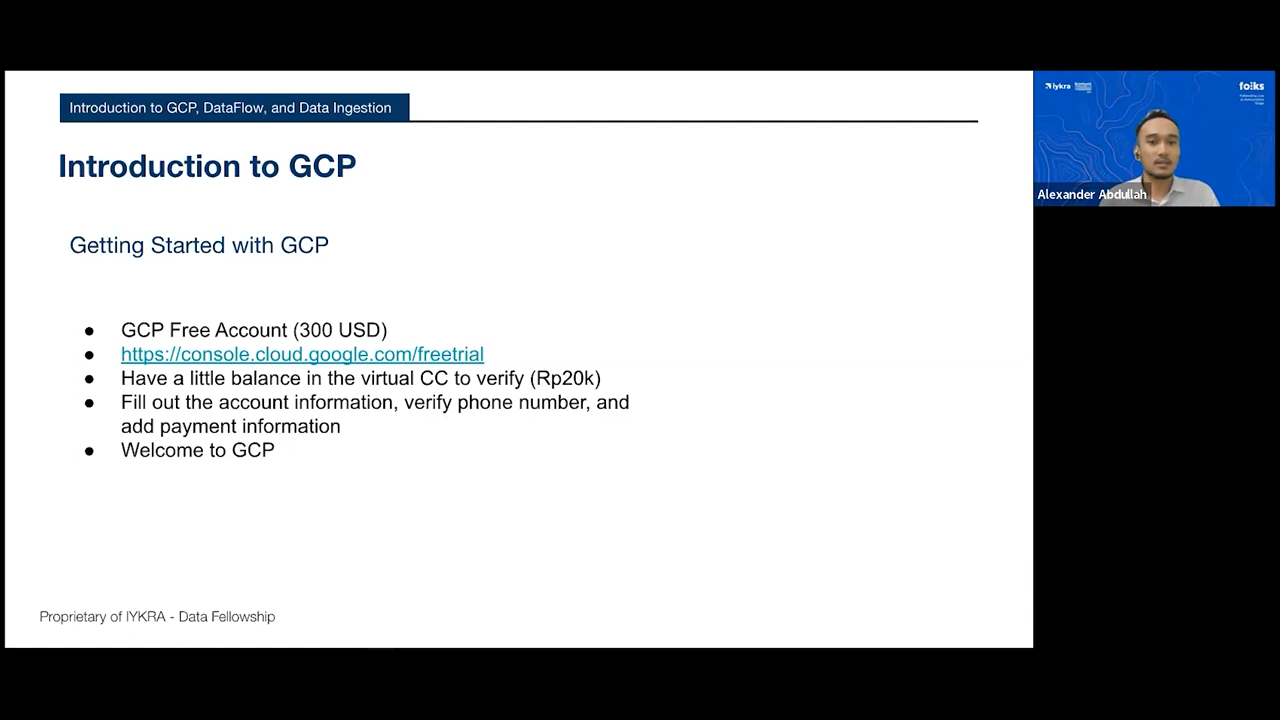 Introduction to GCP, DataFlow, and Data Ingestion
Introduction to GCP
Getting Started with GCP
● GCP Free Account (300 USD)
● https://console.cloud.google.com/freetrial
● Have a little balance in the virtual CC to verify (Rp20k)
● Fill out the account information, verify phone number, and
add payment information
● Welcome to GCP
Proprietary of IYKRA - Data Fellowship
iykra
fo:ks
Alexander Abdullah